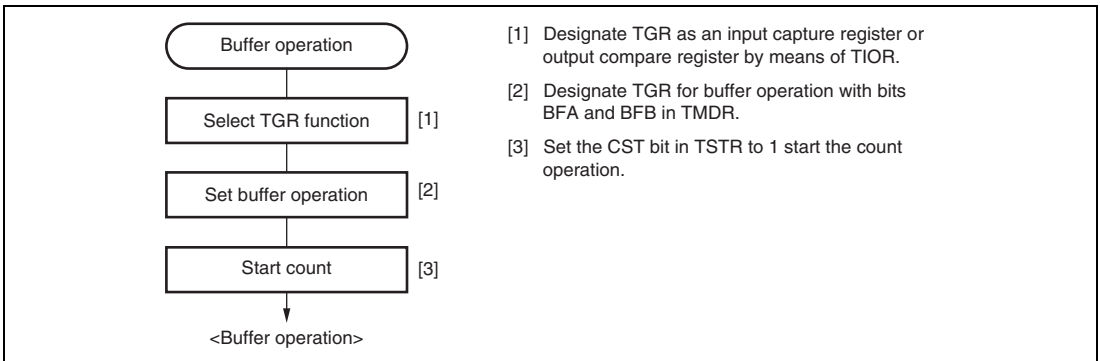 Buffer operation
Select TGR function
[1]
Set buffer operation
[2]
Start count
[3]
<Buffer operation>
[1] Designate TGR as an input capture register or
output compare register by means of TIOR.
[2] Designate TGR for buffer operation with bits
BFA and BFB in TMDR.
[3] Set the CST bit in TSTR to 1 start the count
operation.